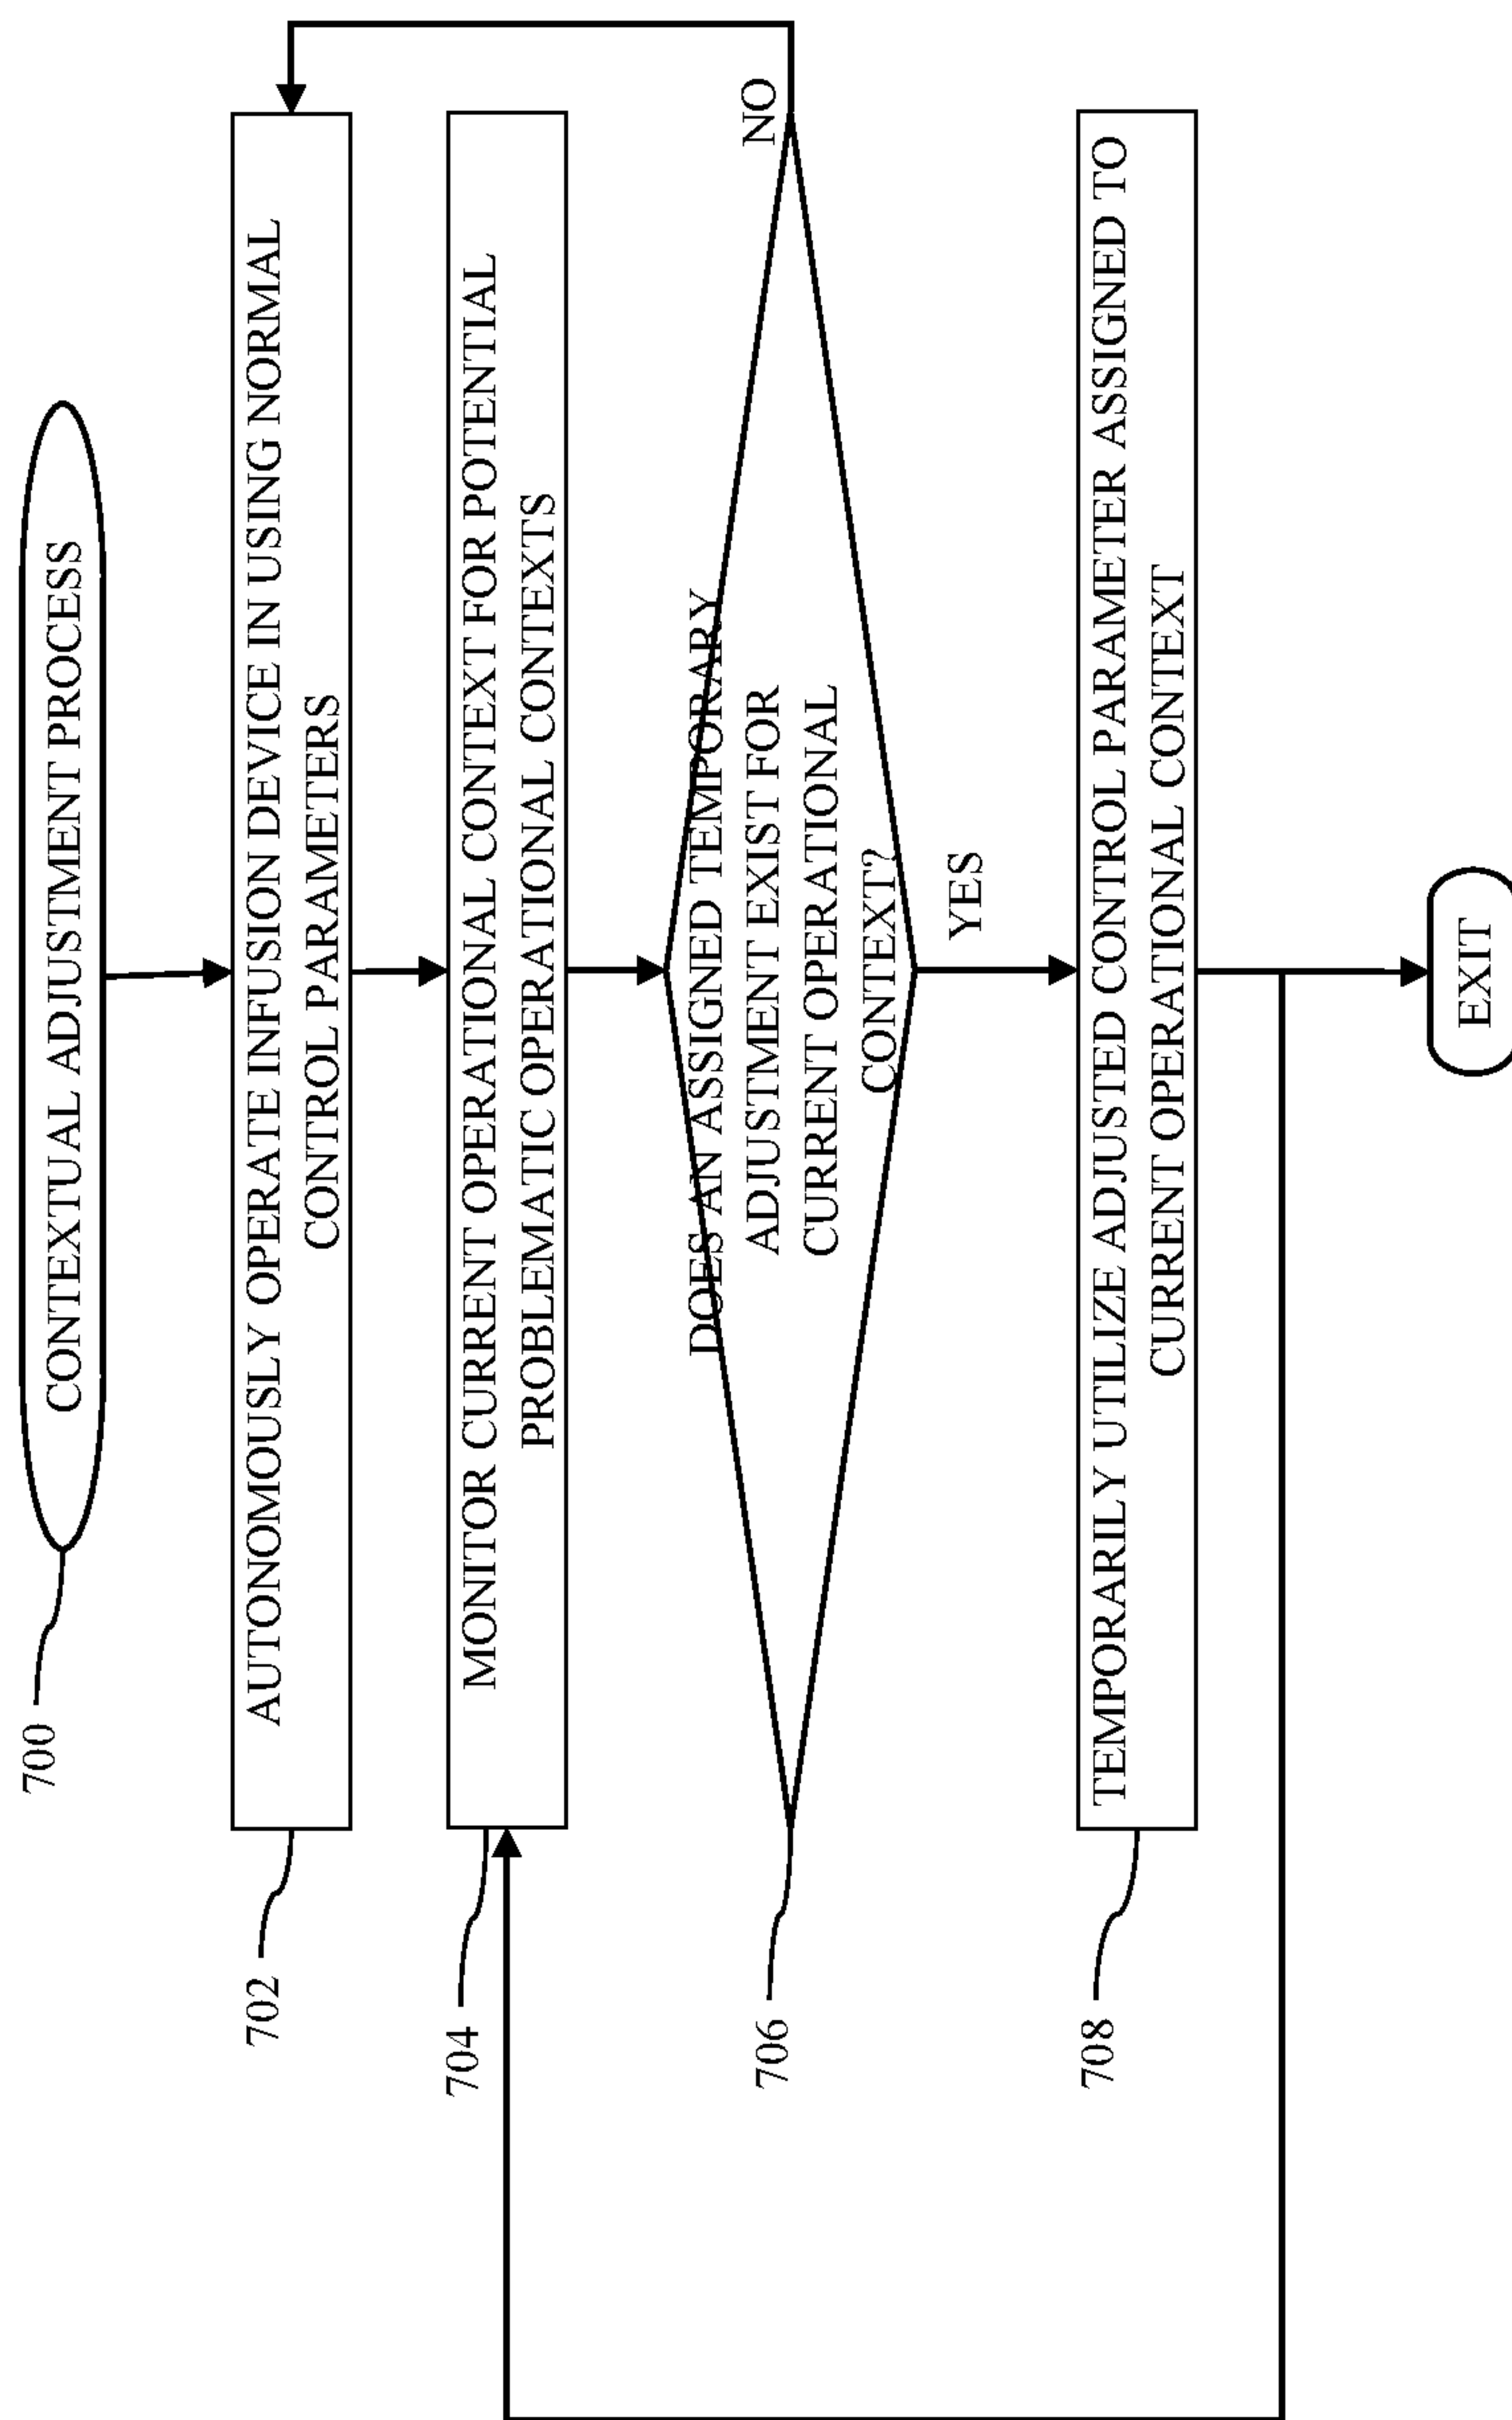 CONTEXTUAL ADJUSTMENT PROCESS
700
AUTONOMOUSLY OPERATE INFUSION DEVICE IN USING NORMAL
CONTROL PARAMETERS
702
MONITOR CURRENT OPERATIONAL CONTEXT FOR POTENTIAL
PROBLEMATIC OPERATIONAL CONTEXTS
704
DOES AN ASSIGNED TEMPORARY
ADJUSTMENT EXIST FOR
CURRENT OPERATIONAL
CONTEXT?
706
NO
YES
TEMPORARILY UTILIZE ADJUSTED CONTROL PARAMETER ASSIGNED TO
CURRENT OPERATIONAL CONTEXT
708
EXIT